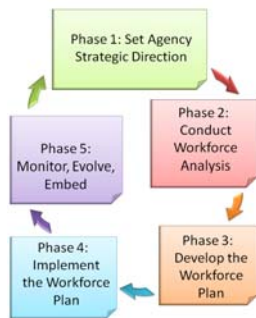 Phase 1: Set Agency
Strategic Direction
Phase 2:
Conduct
Workforce
Analysis
Phase 3:
Develop the
Workforce
Plan
Phase 4:
Implement
the Workforce
Plan
Phase 5:
Monitor, Evolve,
Embed